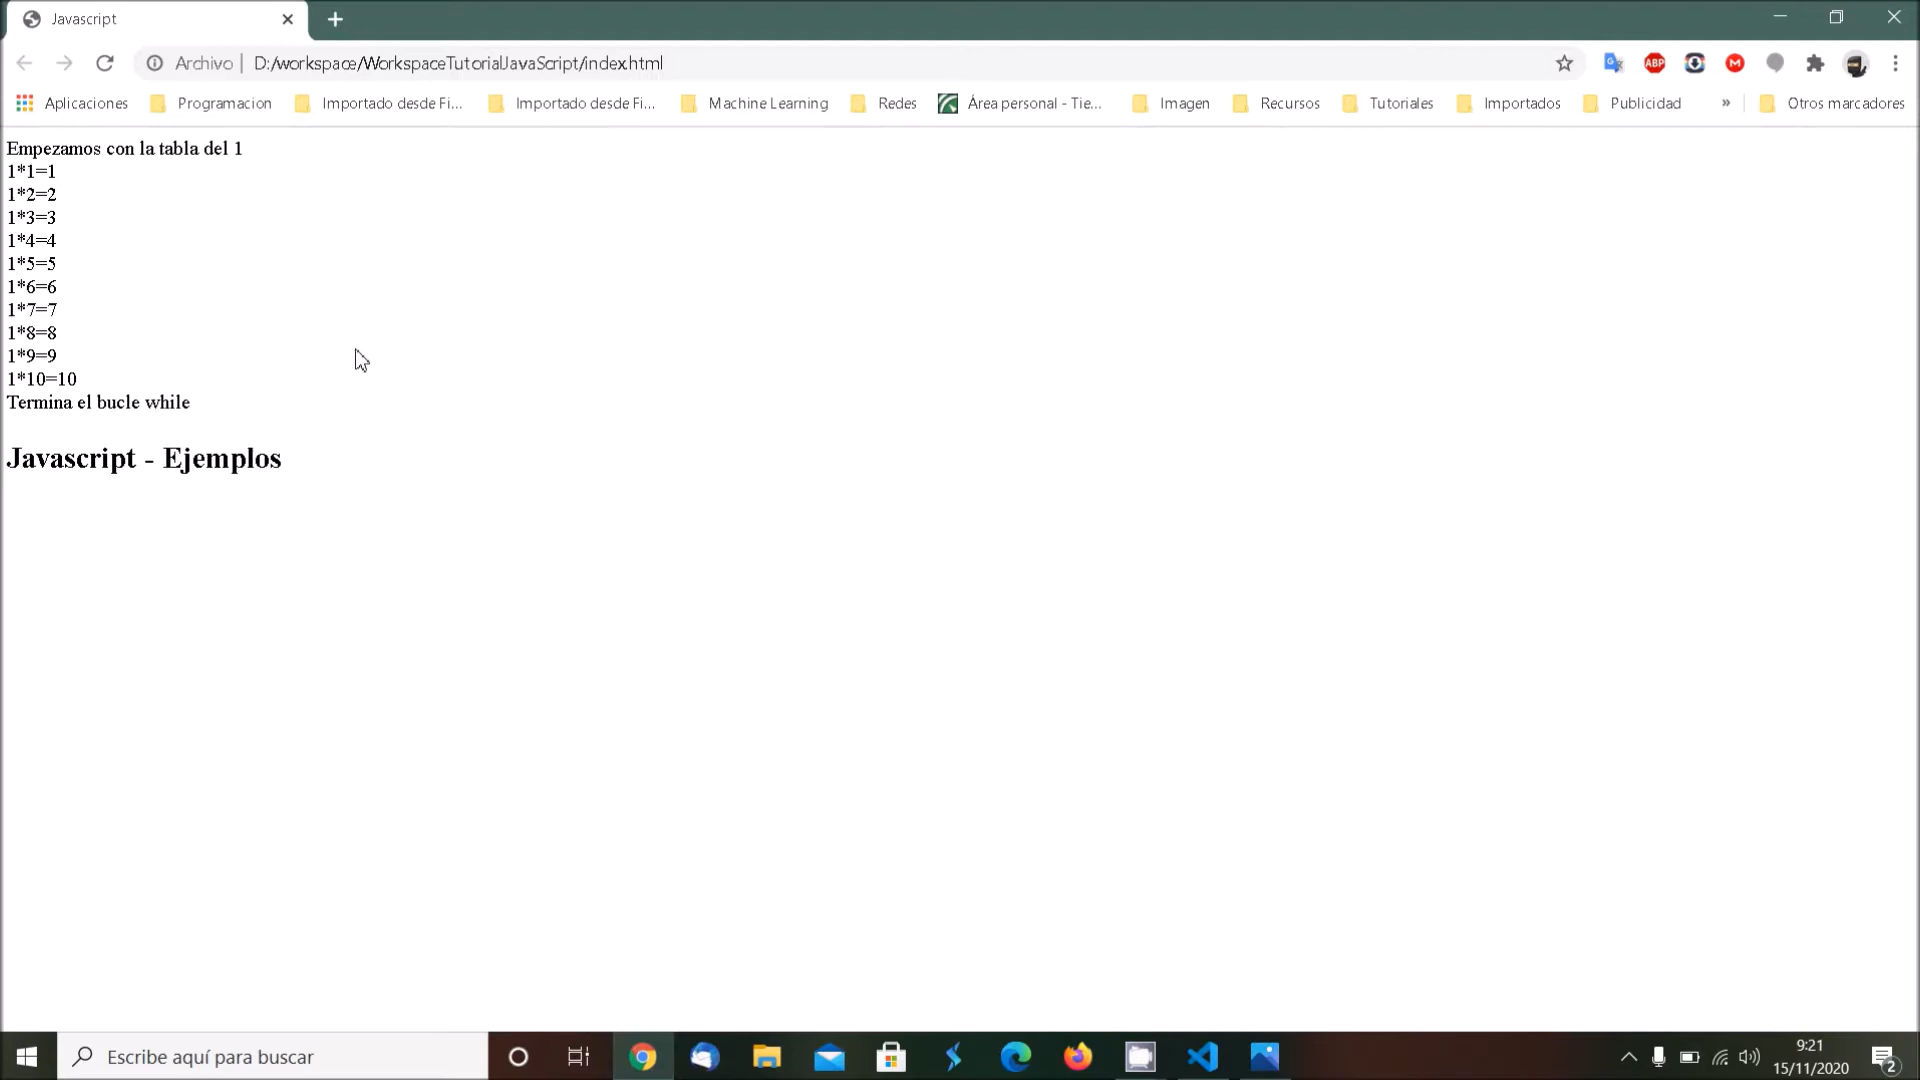 Javascript
Archivo | D:/workspace/WorkspaceTutorialJavaScript/index.html
ABP
M
Aplicaciones Programacion Importado desde Fi... Importado desde Fi... Machine Learning Redes Área personal - Tie... Imagen Recursos Tutoriales Importados Publicidad » Otros marcadores
Empezamos con la tabla del 1
1*1=1
1*2=2
1*3=3
1*4=4
1*5=5
1*6=6
1*7=7
1*8=8
1*9=9
1*10=10
Termina el bucle while
Javascript - Ejemplos
Escribe aquí para buscar
9:21
15/11/2020
2